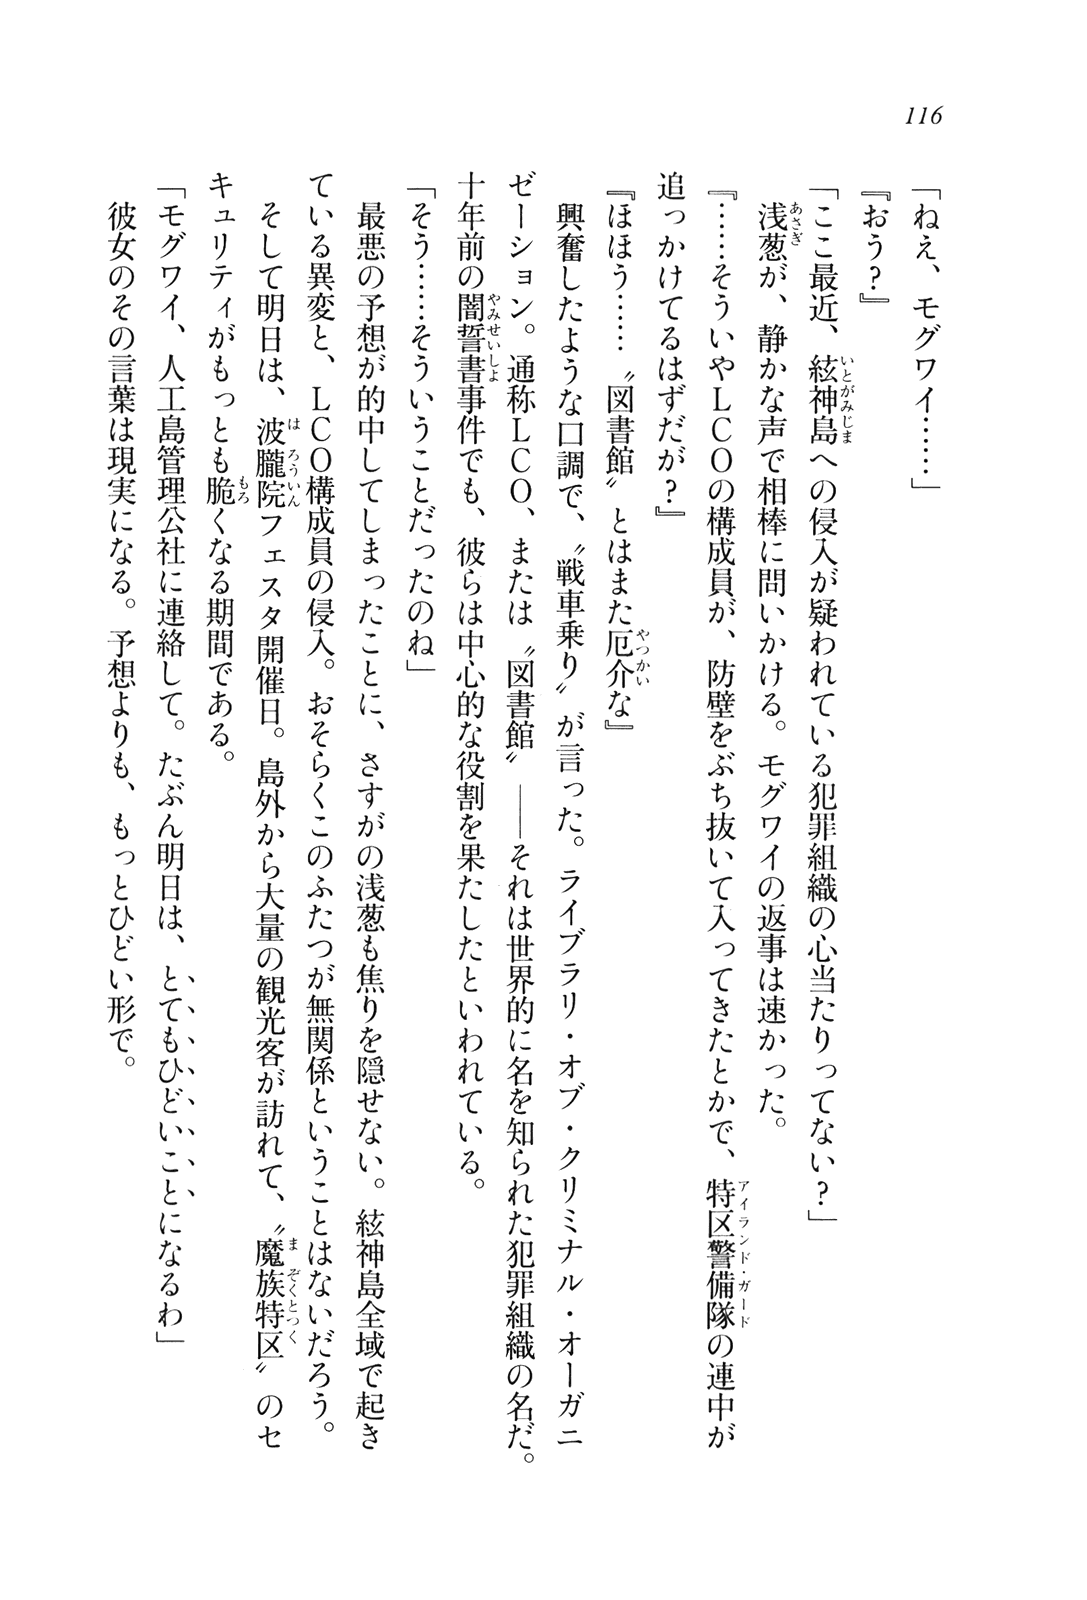 116
「ねえ、モグワイ……」
『おう？』
「ここ最近、絃神島への侵入が疑われている犯罪組織の心当たりってない？」
浅葱が、静かな声で相棒に問いかける。モグワイの返事は速かった。
『……そういやLCOの構成員が、防壁をぶち抜いて入ってきたとかで、特区警備隊の連中が
追っかけてるはずだが？』
『ほほう……〝図書館〟とはまた厄介な』
興奮したような口調で、〝戦車乗り〟が言った。ライブラリ・オブ・クリミナル・オーガニ
ゼーション。通称LCO、または〝図書館〟――それは世界的に名を知られた犯罪組織の名だ。
十年前の闇誓書事件でも、彼らは中心的な役割を果たしたといわれている。
「そう……そういうことだったのね」
最悪の予想が的中してしまったことに、さすがの浅葱も焦りを隠せない。絃神島全域で起き
ている異変と、LCO構成員の侵入。おそらくこのふたつが無関係ということはないだろう。
そして明日は、波朧院フェスタ開催日。島外から大量の観光客が訪れて、〝魔族特区〟のセ
キュリティがもっとも脆くなる期間である。
「モグワイ、人工島管理公社に連絡して。たぶん明日は、とてもひどいことになるわ」
彼女のその言葉は現実になる。予想よりも、もっとひどい形で。